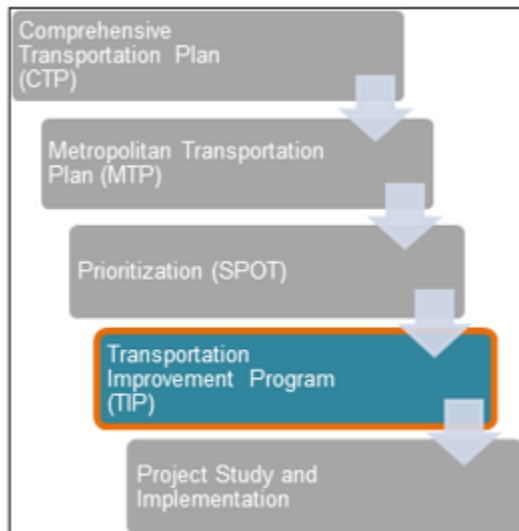 Comprehensive
Transportation Plan
(CTP)
Metropolitan Transportation
Plan (MTP)
Prioritization (SPOT)
Transportation
Improvement Program
(TIP)
Project Study and
Implementation